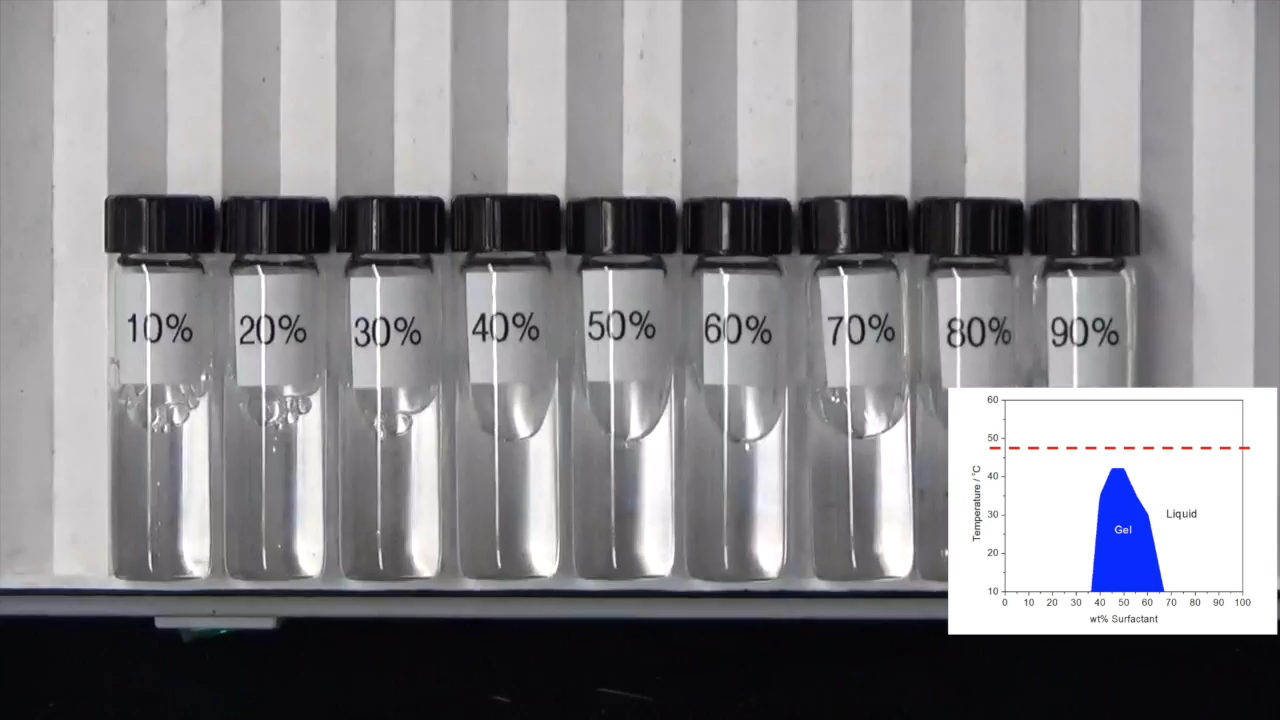 10% 20% 30% 40% 50% 60% 70% 80% 90%
60
50
40
30
20
10
Temperature / °C
Gel
Liquid
0 10 20 30 40 50 60 70 80 90 100
wt% Surfactant